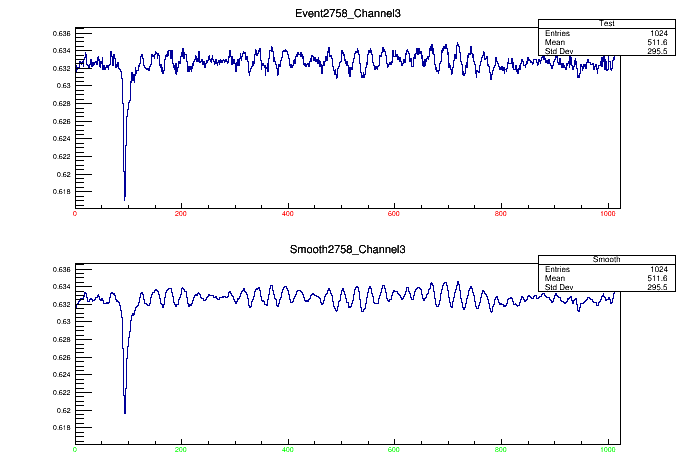 Event2758_Channel3
Test
Entries 1024
Mean 511.6
Std Dev 295.5
0.636
0.634
0.632
0.63
0.628
0.626
0.624
0.622
0.62
0.618
0 200 400 600 800 1000
Smooth2758_Channel3
Smooth
Entries 1024
Mean 511.6
Std Dev 295.5
0.636
0.634
0.632
0.63
0.628
0.626
0.624
0.622
0.62
0.618
0 200 400 600 800 1000